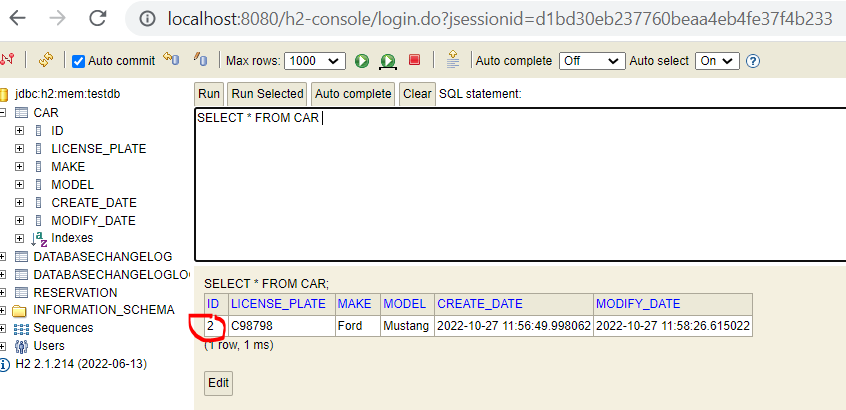 localhost:8080/h2-console/login.do?jsessionid=d1bd30eb237760beaa4eb4fe37f4b233
Auto commit Max rows: 1000 Auto complete Off Auto select On ?
jdbc:h2:mem:testdb
CAR
ID
LICENSE_PLATE
MAKE
MODEL
CREATE_DATE
MODIFY_DATE
Indexes
DATABASECHANGELOG
DATABASECHANGELOGLO
RESERVATION
INFORMATION_SCHEMA
Sequences
Users
H2 2.1.214 (2022-06-13)
Run Run Selected Auto complete Clear SQL statement:
SELECT * FROM CAR
SELECT * FROM CAR;
ID LICENSE_PLATE MAKE MODEL CREATE_DATE MODIFY_DATE
2 C98798 Ford Mustang 2022-10-27 11:56:49.998062 2022-10-27 11:58:26.615022
(1 row, 1 ms)
Edit